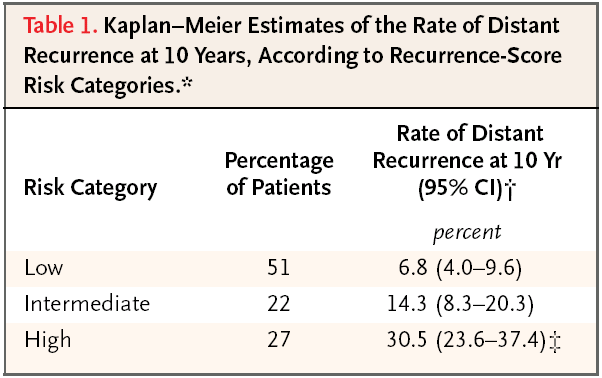 Table 1. Kaplan–Meier Estimates of the Rate of Distant
Recurrence at 10 Years, According to Recurrence-Score
Risk Categories.*
Risk Category
Percentage
of Patients
Rate of Distant
Recurrence at 10 Yr
(95% CI)†
percent
Low 51 6.8 (4.0–9.6)
Intermediate 22 14.3 (8.3–20.3)
High 27 30.5 (23.6–37.4)‡